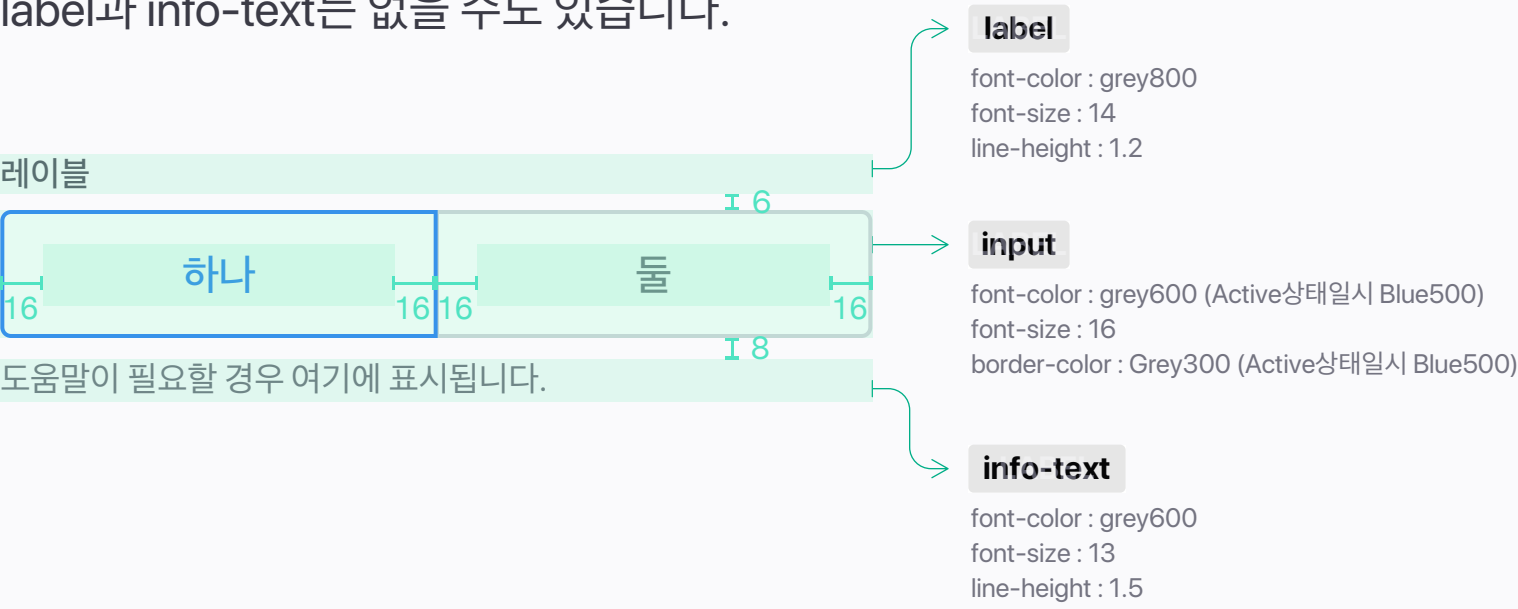 label과 info-text는 없을 수도 있습니다.
label
font-color : grey800
font-size : 14
line-height : 1.2
레이블
6
하나
둘
16
16
16
16
8
도움말이 필요할 경우 여기에 표시됩니다.
input
font-color : grey600 (Active상태일시 Blue500)
font-size : 16
border-color : Grey300 (Active상태일시 Blue500)
info-text
font-color : grey600
font-size : 13
line-height : 1.5